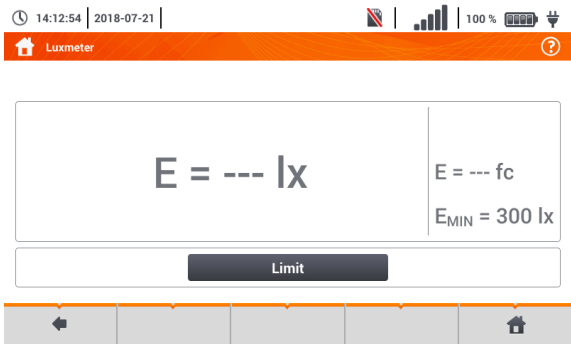 14:12:54 2018-07-21 100 %
Luxmeter ?
E = --- lx
E = --- fc
EMIN = 300 lx
Limit